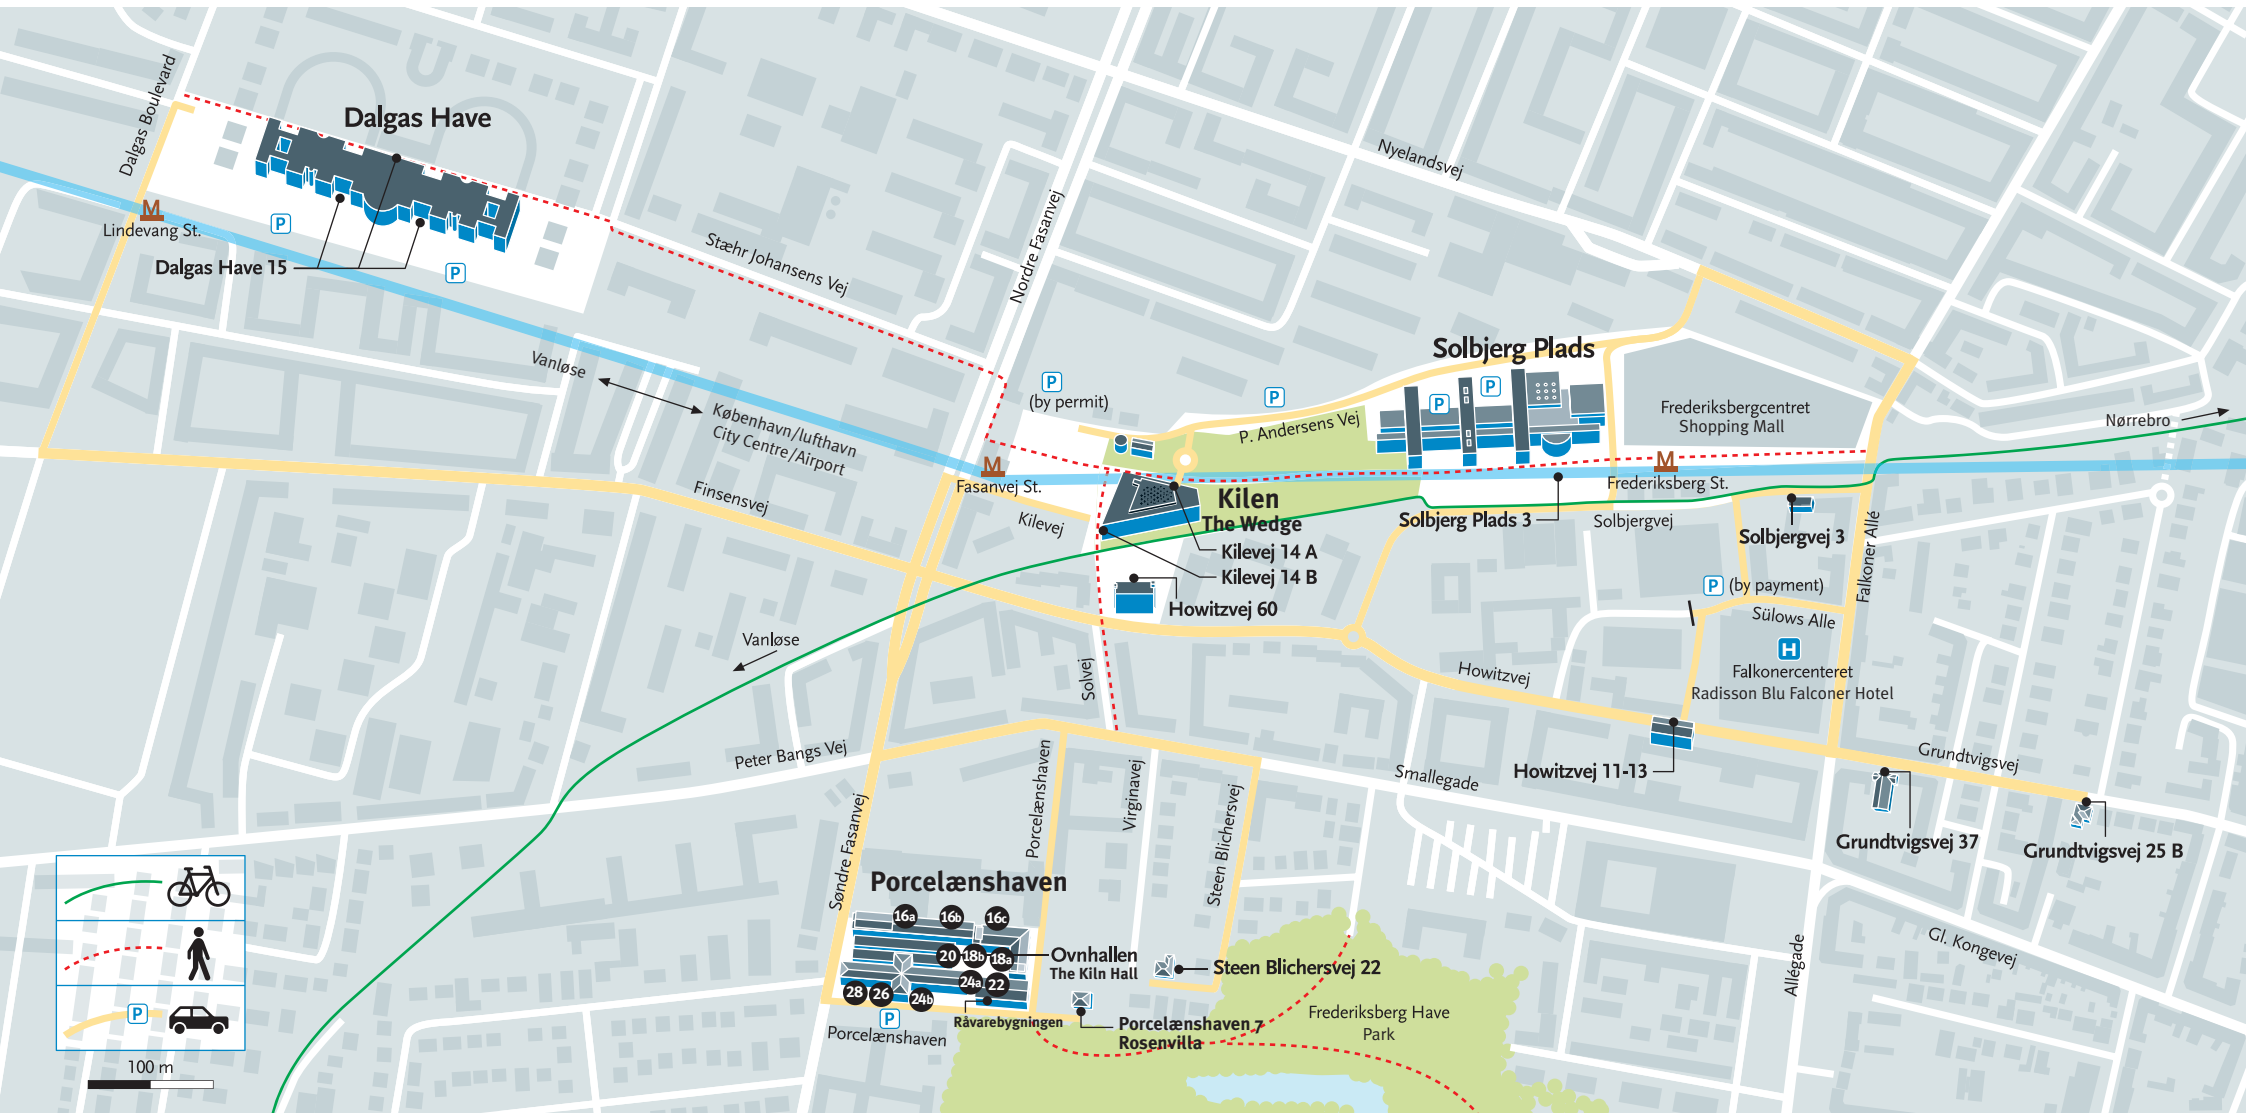 Dalgas Boulevard
Dalgas Have
M
Lindevang St.
P
P
Dalgas Have 15
Stæhr Johansens Vej
Nordre Fasanvej
Nyelandsvej
Vanløse
København/lufthavn
City Centre/Airport
P
(by permit)
P
P. Andersens Vej
Solbjerg Plads
P
P
Frederiksbergcentret
Shopping Mall
Nørrebro
M
Fasanvej St.
M
Frederiksberg St.
Finsensvej
Kilevej
Kilen
The Wedge
Kilevej 14 A
Kilevej 14 B
Howitzvej 60
Solbjerg Plads 3
Solbjergvej
Solbjergvej 3
Falkoner Allé
P (by payment)
Sülows Alle
H
Falkonercenteret
Radisson Blu Falconer Hotel
Vanløse
Solvej
Howitzvej
Peter Bangs Vej
Howitzvej 11-13
Smallegade
Grundtvigsvej
Grundtvigsvej 37
Grundtvigsvej 25 B
Søndre Fasanvej
Porcelænshaven
Virginavej
Steen Blichersvej
Porcelænshaven
16a
16b
16c
20
18b
18a
24a
22
28
26
24b
Ovnhallen
The Kiln Hall
Steen Blichersvej 22
P
Råvarebygningen
Porcelænshaven
Porcelænshaven 7
Rosenvilla
Frederiksberg Have
Park
Allégade
Gl. Kongevej
P
100 m